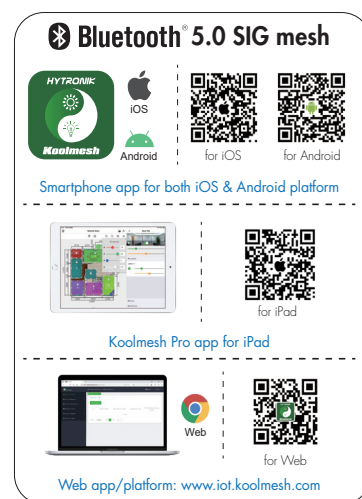 Bluetooth® 5.0 SIG mesh
HYTRONIK
Koolmesh
iOS
Android
for iOS
for Android
Smartphone app for both iOS & Android platform
for iPad
Koolmesh Pro app for iPad
Web
for Web
Web app/platform: www.iot.koolmesh.com